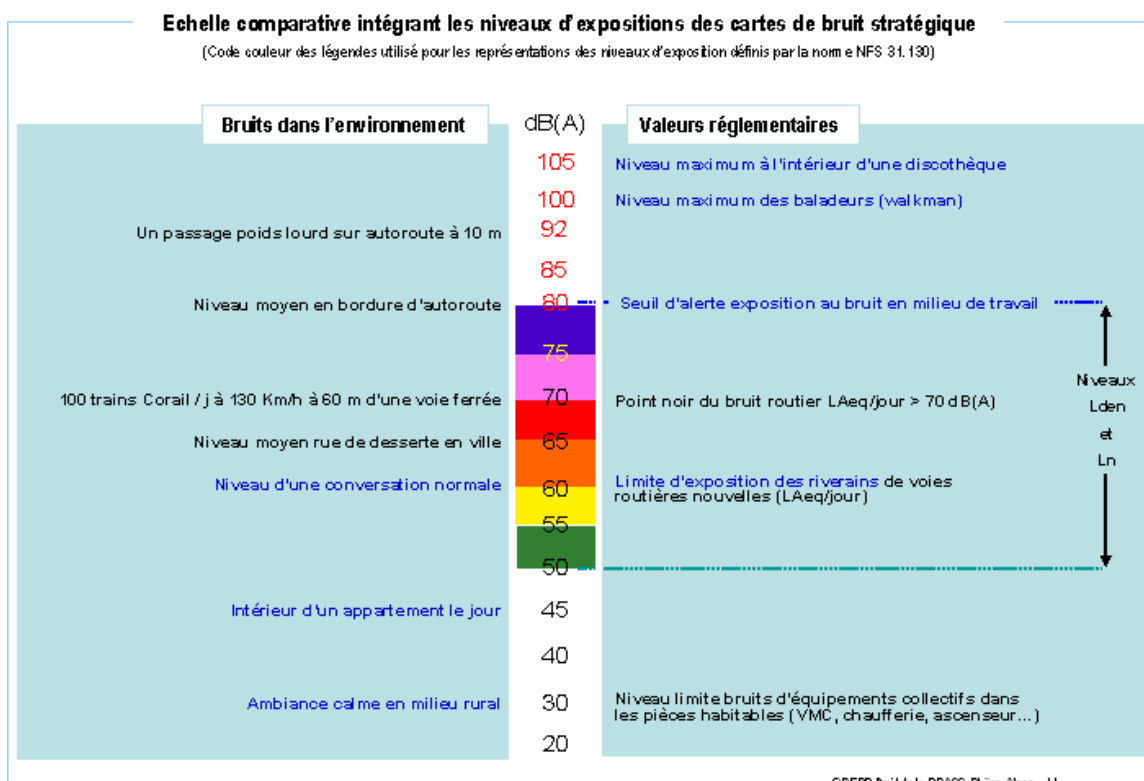 Echelle comparative intégrant les niveaux d'expositions des cartes de bruit stratégique
(Code couleur des légendes utilisé pour les représentations des niveaux d'exposition définis par la norme NFS 31.130)
Bruits dans l'environnement
dB(A)
Valeurs réglementaires
105
Niveau maximum à l'intérieur d'une discothèque
100
Niveau maximum des baladeurs (walkman)
Un passage poids lourd sur autoroute à 10 m
92
85
Niveau moyen en bordure d'autoroute
80
Seuil d'alerte exposition au bruit en milieu de travail
75
100 trains Corail / j à 130 Km/h à 60 m d'une voie ferrée
70
Point noir du bruit routier LAeq/jour > 70 dB(A)
Niveaux
Lden
et
Ln
Niveau moyen rue de desserte en ville
65
Niveau d'une conversation normale
60
Limite d'exposition des riverains de voies
routières nouvelles (LAeq/jour)
55
50
Intérieur d'un appartement le jour
45
40
Ambiance calme en milieu rural
30
Niveau limite bruits d'équipements collectifs dans
les pièces habitables (VMC, chaufferie, ascenseur...)
20